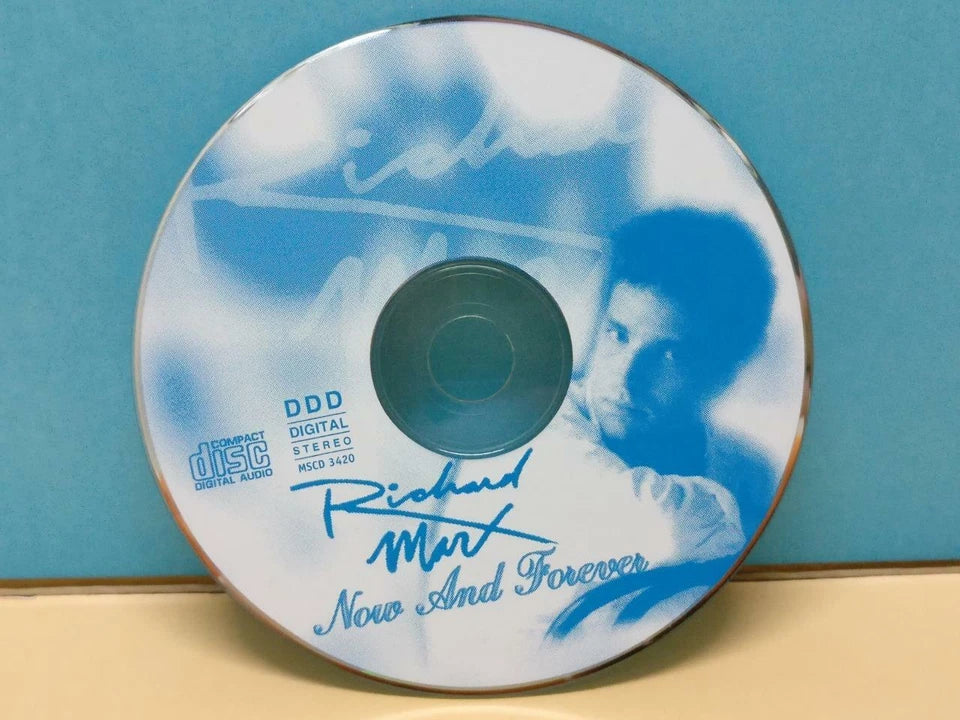 DDD
DIGITAL
STEREO
MSCD 3420
COMPACT
disc
DIGITAL AUDIO
Richard
Marx
Now And Forever